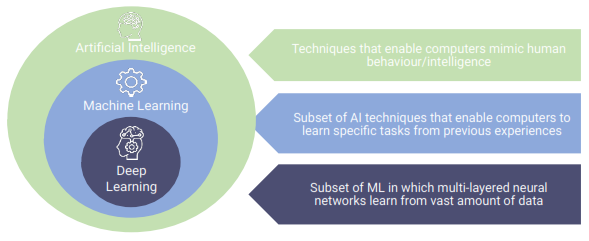 Artificial Intelligence
Techniques that enable computers mimic human
behaviour/intelligence
Machine Learning
Subset of AI techniques that enable computers to
learn specific tasks from previous experiences
Deep
Learning
Subset of ML in which multi-layered neural
networks learn from vast amount of data